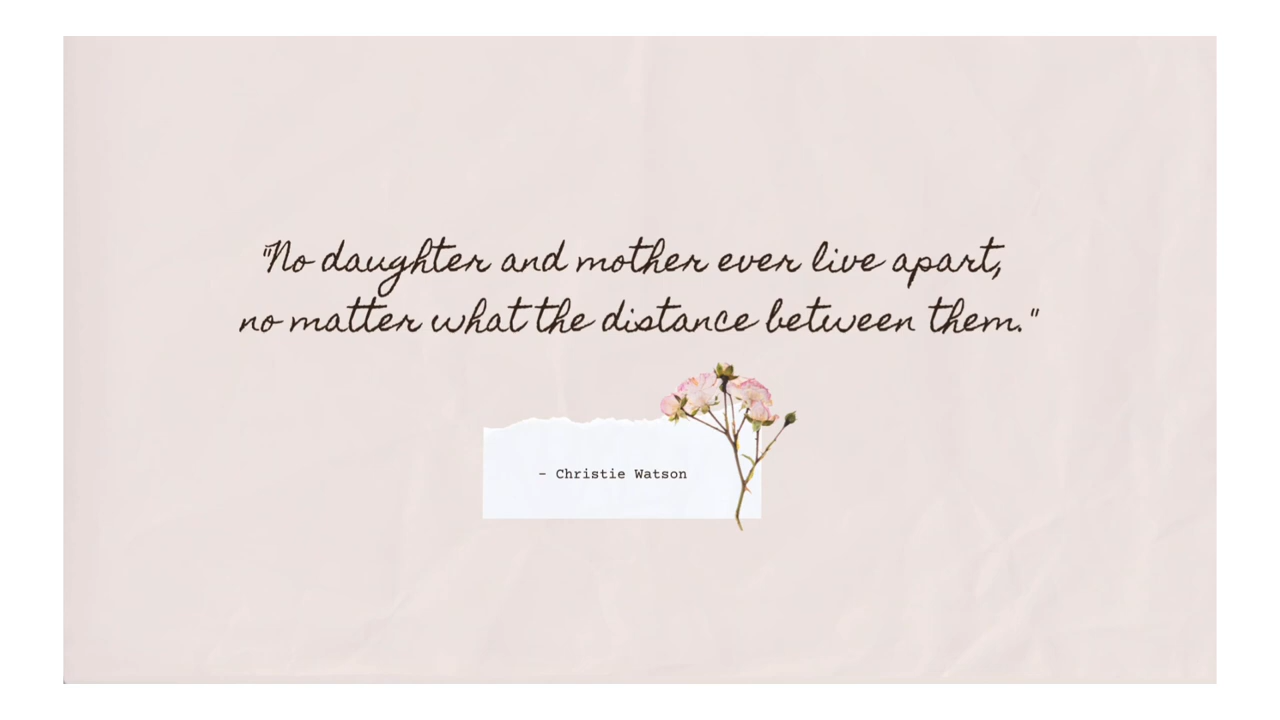 "No daughter and mother ever live apart,
no matter what the distance between them."
- Christie Watson